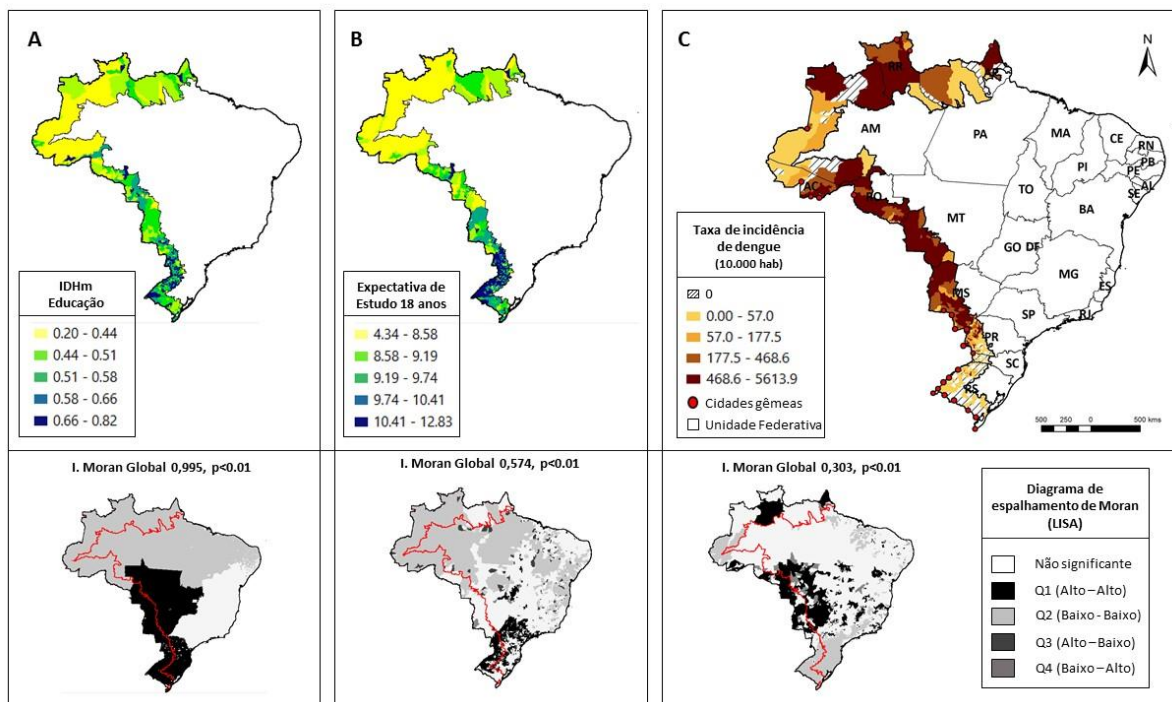 A
IDHm
Educação
0.20 - 0.44
0.44 - 0.51
0.51 - 0.58
0.58 - 0.66
0.66 - 0.82
B
Expectativa de
Estudo 18 anos
4.34 - 8.58
8.58 - 9.19
9.19 - 9.74
9.74 - 10.41
10.41 - 12.83
C
N
RR
AP
AM
PA
MA
CE
RN
PB
PE
AL
SE
PI
AC
RO
TO
BA
MT
GO
DF
MG
ES
MS
SP
RJ
PR
SC
RS
Taxa de incidência
de dengue
(10.000 hab)
0
0.00 - 57.0
57.0 - 177.5
177.5 - 468.6
468.6 - 5613.9
Cidades gêmeas
Unidade Federativa
500 250 0 500 kms
I. Moran Global 0,995, p<0.01
I. Moran Global 0,574, p<0.01
I. Moran Global 0,303, p<0.01
Diagrama de
espalhamento de Moran
(LISA)
Não significante
Q1 (Alto – Alto)
Q2 (Baixo - Baixo)
Q3 (Alto – Baixo)
Q4 (Baixo – Alto)